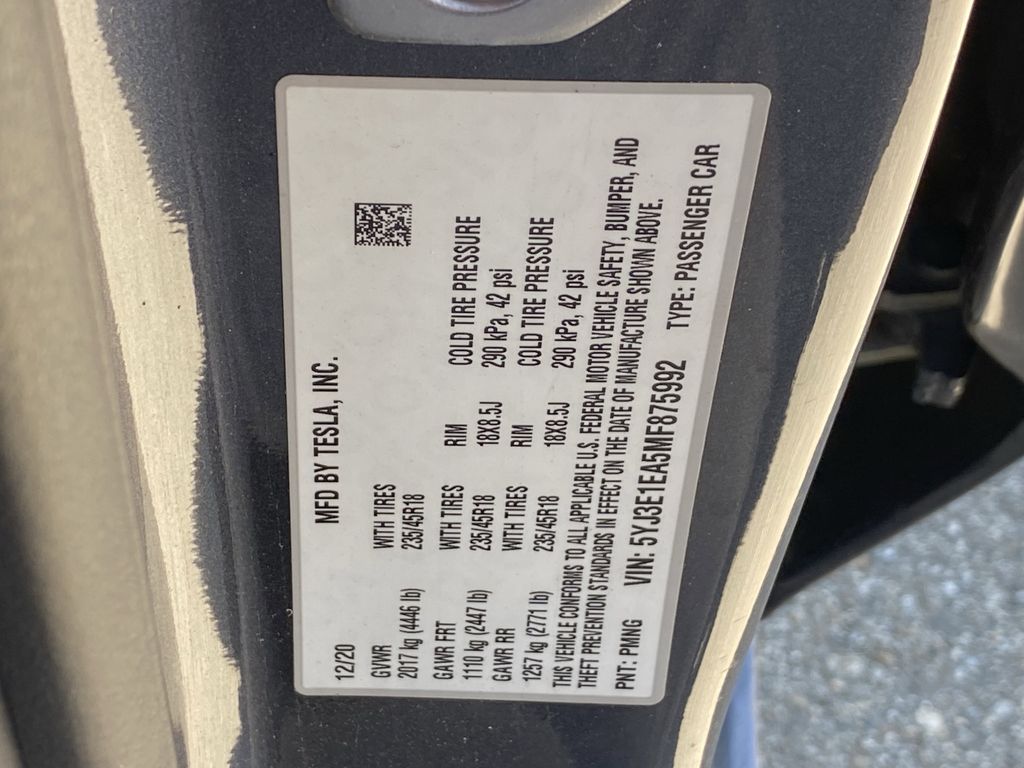 MFD BY TESLA, INC.
12/20
GVWR WITH TIRES
2017 kg (4446 lb) 235/45R18
GAWR FRT WITH TIRES RIM COLD TIRE PRESSURE
1110 kg (2447 lb) 235/45R18 18X8.5J 290 kPa, 42 psi
GAWR RR WITH TIRES RIM COLD TIRE PRESSURE
1257 kg (2771 lb) 235/45R18 18X8.5J 290 kPa, 42 psi
THIS VEHICLE CONFORMS TO ALL APPLICABLE U.S. FEDERAL MOTOR VEHICLE SAFETY, BUMPER, AND
THEFT PREVENTION STANDARDS IN EFFECT ON THE DATE OF MANUFACTURE SHOWN ABOVE.
PNT: PMNG VIN: 5YJ3E1EA5MF875992 TYPE: PASSENGER CAR